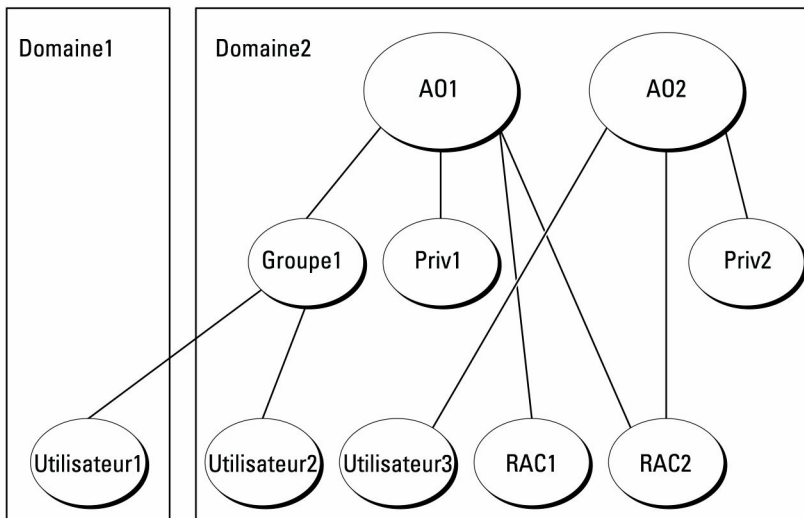 Domaine1
Domaine2
AO1
AO2
Groupe1
Priv1
Priv2
Utilisateur1
Utilisateur2
Utilisateur3
RAC1
RAC2